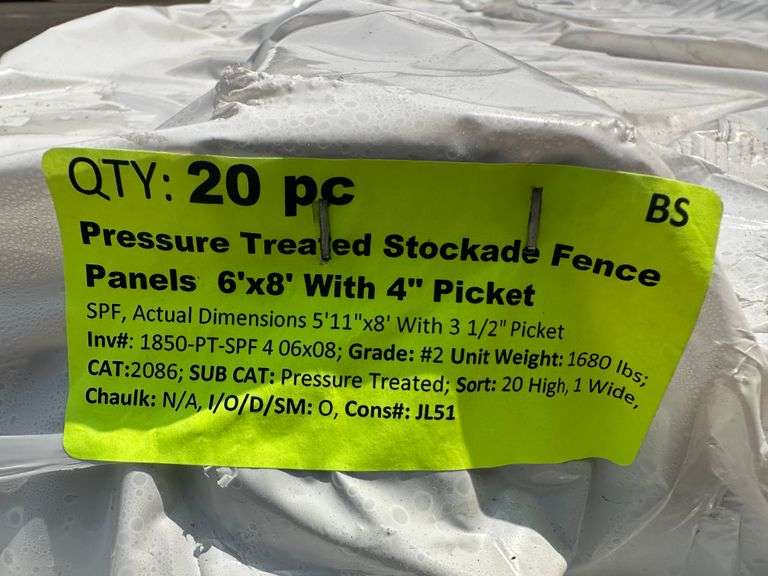 QTY: 20 pc
BS
Pressure Treated Stockade Fence
Panels 6'x8' With 4" Picket
SPF, Actual Dimensions 5'11"x8' With 3 1/2" Picket
Inv#: 1850-PT-SPF 4 06x08; Grade: #2 Unit Weight: 1680 lbs;
CAT:2086; SUB CAT: Pressure Treated; Sort: 20 High, 1 Wide,
Chaulk: N/A, I/O/D/SM: O, Cons#: JL51